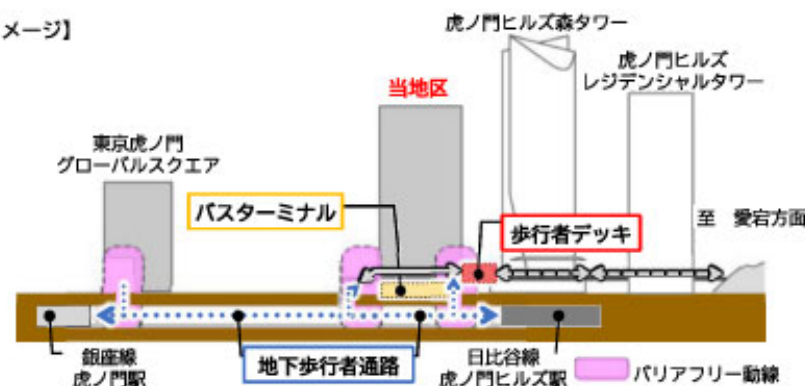 メージ】
虎ノ門ヒルズ森タワー
虎ノ門ヒルズ
レジデンシャルタワー
当地区
東京虎ノ門
グローバルスクエア
バスターミナル
歩行者デッキ
至 愛宕方面
銀座線
虎ノ門駅
地下歩行者通路
日比谷線
虎ノ門ヒルズ駅
バリアフリー動線